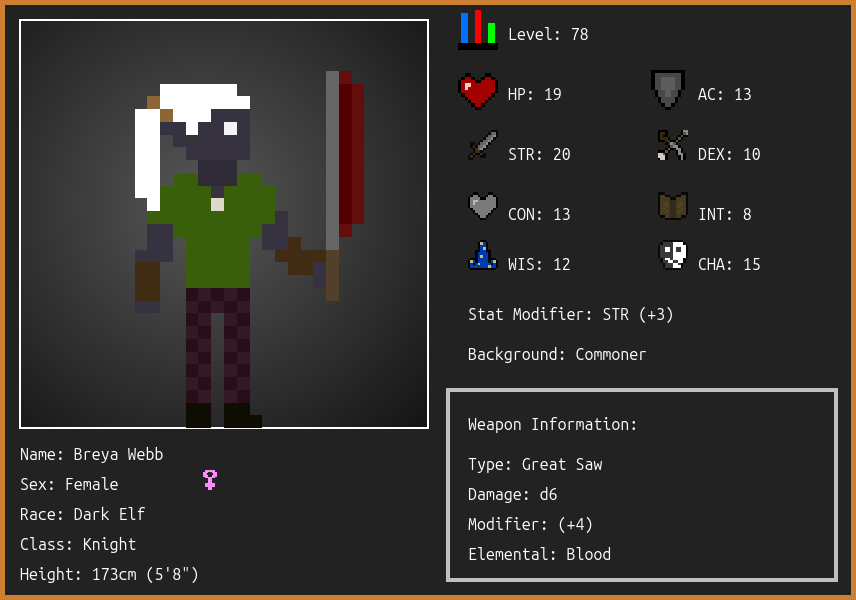 Level: 78
HP: 19
AC: 13
STR: 20
DEX: 10
CON: 13
INT: 8
WIS: 12
CHA: 15
Stat Modifier: STR (+3)
Background: Commoner
Weapon Information:
Type: Great Saw
Damage: d6
Modifier: (+4)
Elemental: Blood
Name: Breya Webb
Sex: Female
Race: Dark Elf
Class: Knight
Height: 173cm (5'8")